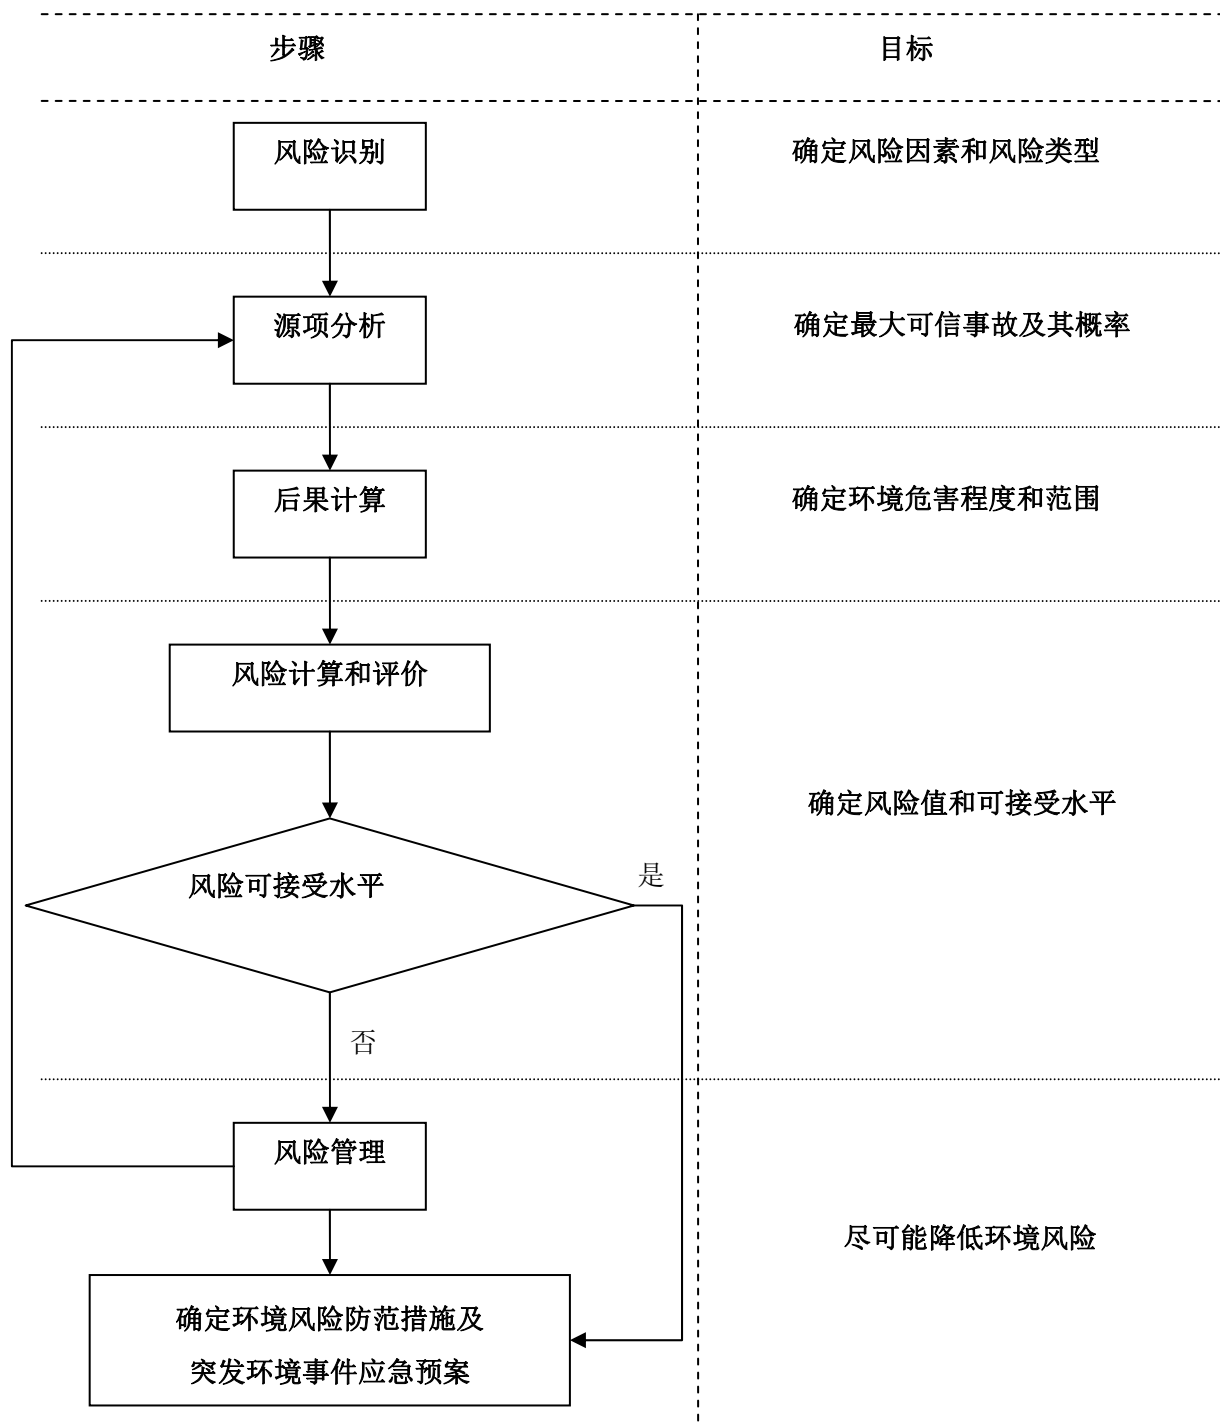 步骤
目标
风险识别
确定风险因素和风险类型
源项分析
确定最大可信事故及其概率
后果计算
确定环境危害程度和范围
风险计算和评价
确定风险值和可接受水平
风险可接受水平
是
否
风险管理
尽可能降低环境风险
确定环境风险防范措施及
突发环境事件应急预案